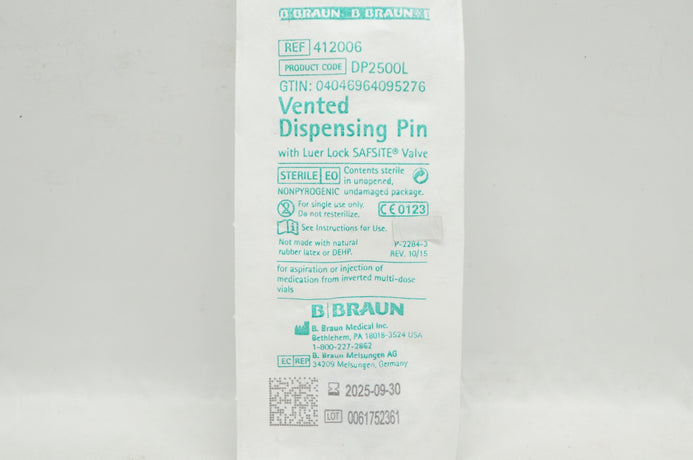 B BRAUN B BRAUN
REF 412006
PRODUCT CODE DP2500L
GTIN: 04046964095276
Vented
Dispensing Pin
with Luer Lock SAFSITE® Valve
STERILE EO Contents sterile
in unopened,
NONPYROGENIC undamaged package.
For single use only.
Do not resterilize.
CE 0123
See Instructions for Use.
Not made with natural
rubber latex or DEHP.
P-2284-3
REV. 10/15
for aspiration or injection of
medication from inverted multi-dose
vials
B BRAUN
B. Braun Medical Inc.
Bethlehem, PA 18018-3524 USA
1-800-227-2862
EC REP B. Braun Melsungen AG
34209 Melsungen, Germany
2025-09-30
LOT 0061752361